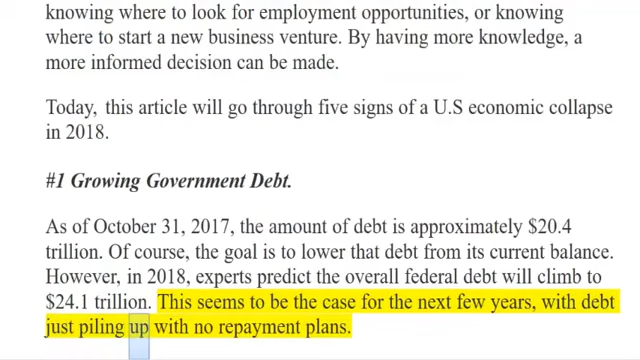 knowing where to look for employment opportunities, or knowing
where to start a new business venture. By having more knowledge, a
more informed decision can be made.
Today, this article will go through five signs of a U.S economic collapse
in 2018.
#1 Growing Government Debt.
As of October 31, 2017, the amount of debt is approximately $20.4
trillion. Of course, the goal is to lower that debt from its current balance.
However, in 2018, experts predict the overall federal debt will climb to
$24.1 trillion. This seems to be the case for the next few years, with debt
just piling up with no repayment plans.